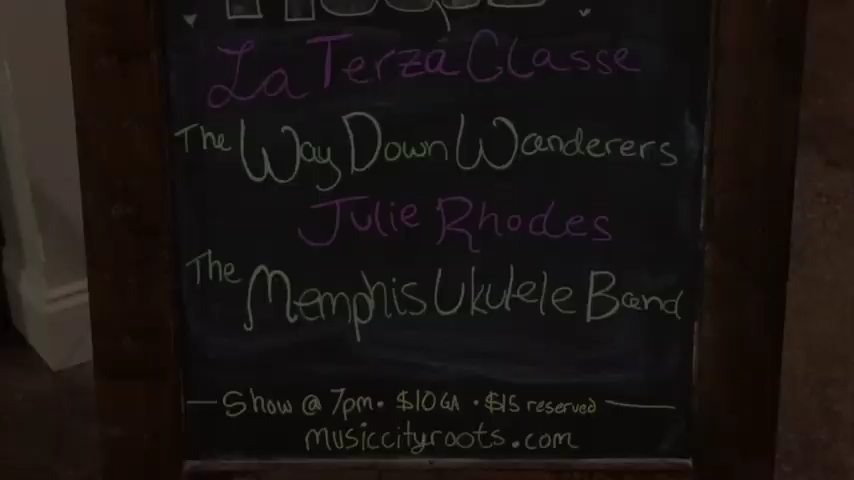 La Terza Classe
The Way Down Wanderers
Julie Rhodes
The Memphis Ukulele Band
Show @ 7pm • $10 GA • $15 reserved
musiccityroots.com